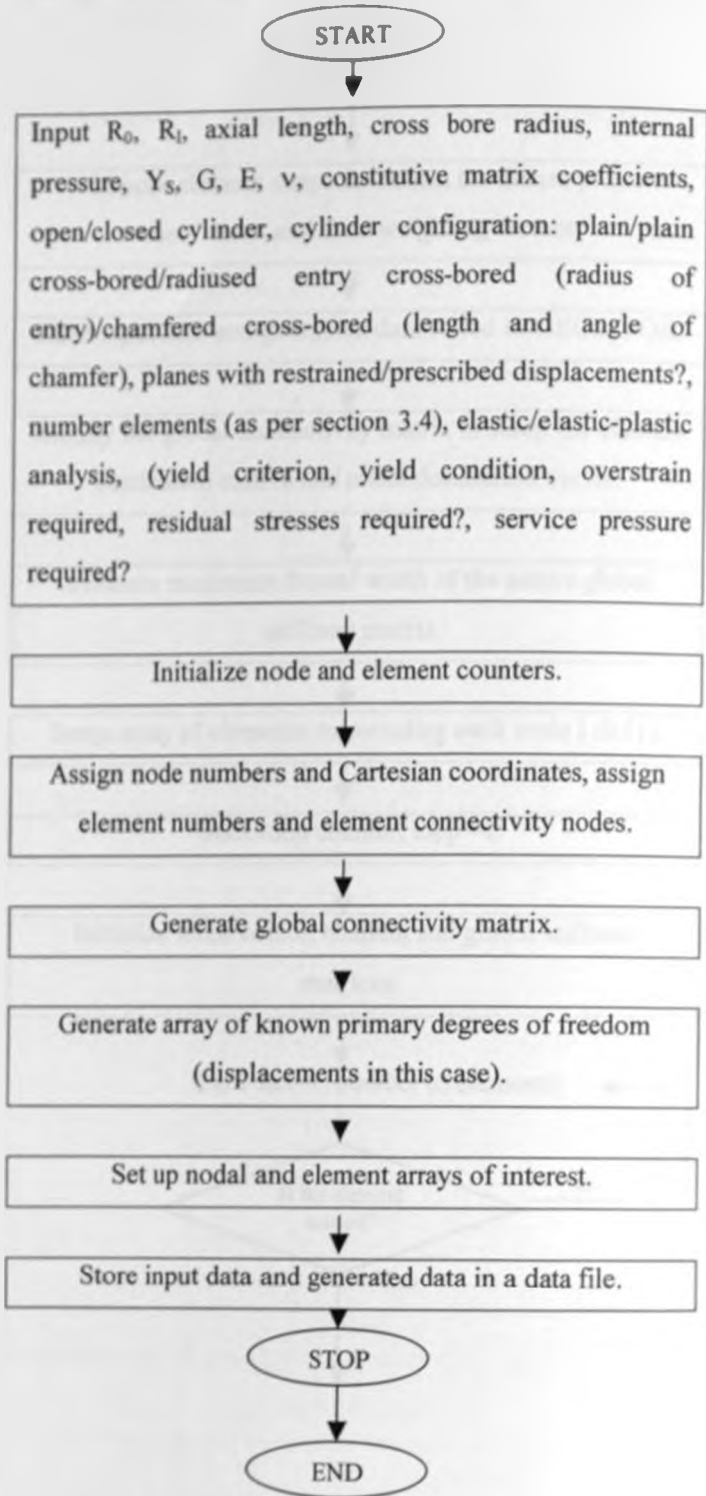 START
Input R₀, Rᵢ, axial length, cross bore radius, internal
pressure, Yₛ, G, E, ν, constitutive matrix coefficients,
open/closed cylinder, cylinder configuration: plain/plain
cross-bored/radiused entry cross-bored (radius of
entry)/chamfered cross-bored (length and angle of
chamfer), planes with restrained/prescribed displacements?,
number elements (as per section 3.4), elastic/elastic-plastic
analysis, (yield criterion, yield condition, overstrain
required, residual stresses required?, service pressure
required?
Initialize node and element counters.
Assign node numbers and Cartesian coordinates, assign
element numbers and element connectivity nodes.
Generate global connectivity matrix.
Generate array of known primary degrees of freedom
(displacements in this case).
Set up nodal and element arrays of interest.
Store input data and generated data in a data file.
STOP
END